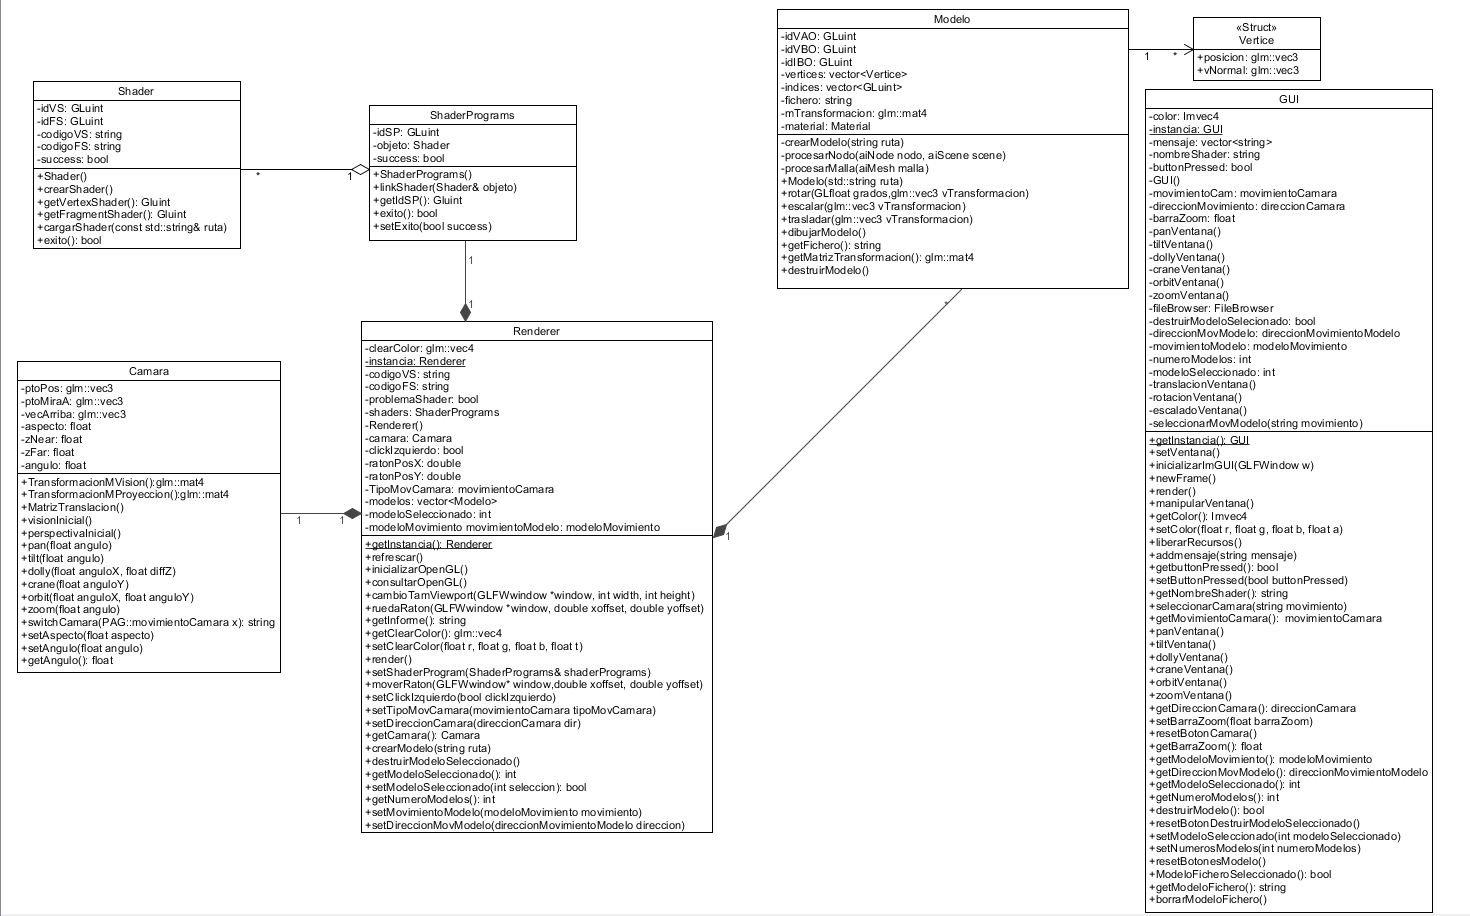 Shader
-idVS: GLuint
-idFS: GLuint
-codigoVS: string
-codigoFS: string
-success: bool
+Shader()
+crearShader()
+getVertexShader(): Gluint
+getFragmentShader(): Gluint
+cargarShader(const std::string& ruta)
+exito(): bool
*
1
ShaderPrograms
-idSP: GLuint
-objeto: Shader
-success: bool
+ShaderPrograms()
+linkShader(Shader& objeto)
+getIdSP(): Gluint
+exito(): bool
+setExito(bool success)
1
1
Camara
-ptoPos: glm::vec3
-ptoMiraA: glm::vec3
-vecArriba: glm::vec3
-aspecto: float
-zNear: float
-zFar: float
-angulo: float
+TransformacionMVision():glm::mat4
+TransformacionMProyeccion():glm::mat4
+MatrizTranslacion()
+visionInicial()
+perspectivaInicial()
+pan(float angulo)
+tilt(float angulo)
+dolly(float anguloX, float diffZ)
+crane(float anguloY)
+orbit(float anguloX, float anguloY)
+zoom(float angulo)
+switchCamara(PAG::movimientoCamara x): string
+setAspecto(float aspecto)
+setAngulo(float angulo)
+getAngulo(): float
1
1
Renderer
-clearColor: glm::vec4
-instancia: Renderer
-codigoVS: string
-codigoFS: string
-problemaShader: bool
-shaders: ShaderPrograms
-Renderer()
-camara: Camara
-clickIzquierdo: bool
-ratonPosX: double
-ratonPosY: double
-TipoMovCamara: movimientoCamara
-modelos: vector<Modelo>
-modeloSeleccionado: int
-modeloMovimiento movimientoModelo: modeloMovimiento
+getInstancia(): Renderer
+refrescar()
+inicializarOpenGL()
+consultarOpenGL()
+cambioTamViewport(GLFWwindow *window, int width, int height)
+ruedaRaton(GLFWwindow *window, double xoffset, double yoffset)
+getInforme(): string
+getClearColor(): glm::vec4
+setClearColor(float r, float g, float b, float t)
+render()
+setShaderProgram(ShaderPrograms& shaderPrograms)
+moverRaton(GLFWwindow* window,double xoffset, double yoffset)
+setClickIzquierdo(bool clickIzquierdo)
+setTipoMovCamara(movimientoCamara tipoMovCamara)
+setDireccionCamara(direccionCamara dir)
+getCamara(): Camara
+crearModelo(string ruta)
+destruirModeloSeleccionado()
+getModeloSeleccionado(): int
+setModeloSeleccionado(int seleccion): bool
+getNumeroModelos(): int
+setMovimientoModelo(modeloMovimiento movimiento)
+setDireccionMovModelo(direccionMovimientoModelo direccion)
1
*
Modelo
-idVAO: GLuint
-idVBO: GLuint
-idIBO: GLuint
-vertices: vector<Vertice>
-indices: vector<GLuint>
-fichero: string
-mTransformacion: glm::mat4
-material: Material
-crearModelo(string ruta)
-procesarNodo(aiNode nodo, aiScene scene)
-procesarMalla(aiMesh malla)
+Modelo(std::string ruta)
+rotar(GLfloat grados,glm::vec3 vTransformacion)
+escalar(glm::vec3 vTransformacion)
+trasladar(glm::vec3 vTransformacion)
+dibujarModelo()
+getFichero(): string
+getMatrizTransformacion(): glm::mat4
+destruirModelo()
1
*
«Struct»
Vertice
+posicion: glm::vec3
+vNormal: glm::vec3
GUI
-color: Imvec4
-instancia: GUI
-mensaje: vector<string>
-nombreShader: string
-buttonPressed: bool
-GUI()
-movimientoCam: movimientoCamara
-direccionMovimiento: direccionCamara
-barraZoom: float
-panVentana()
-tiltVentana()
-dollyVentana()
-craneVentana()
-orbitVentana()
-zoomVentana()
-fileBrowser: FileBrowser
-destruirModeloSelecionado: bool
-direccionMovModelo: direccionMovimientoModelo
-movimientoModelo: modeloMovimiento
-numeroModelos: int
-modeloSeleccionado: int
-translacionVentana()
-rotacionVentana()
-escaladoVentana()
-seleccionarMovModelo(string movimiento)
+getInstancia(): GUI
+setVentana()
+inicializarImGUI(GLFWindow w)
+newFrame()
+render()
+manipularVentana()
+getColor(): Imvec4
+setColor(float r, float g, float b, float a)
+liberarRecursos()
+addmensaje(string mensaje)
+getbuttonPressed(): bool
+setButtonPressed(bool buttonPressed)
+getNombreShader(): string
+seleccionarCamara(string movimiento)
+getMovimientoCamara(): movimientoCamara
+panVentana()
+tiltVentana()
+dollyVentana()
+craneVentana()
+orbitVentana()
+zoomVentana()
+getDireccionCamara(): direccionCamara
+setBarraZoom(float barraZoom)
+resetBotonCamara()
+getBarraZoom(): float
+getModeloMovimiento(): modeloMovimiento
+getDireccionMovModelo(): direccionMovimientoModelo
+getModeloSeleccionado(): int
+getNumeroModelos(): int
+destruirModelo(): bool
+resetBotonDestruirModeloSeleccionado()
+setModeloSeleccionado(int modeloSeleccionado)
+setNumerosModelos(int numeroModelos)
+resetBotonesModelo()
+ModeloFicheroSeleccionado(): bool
+getModeloFichero(): string
+borrarModeloFichero()